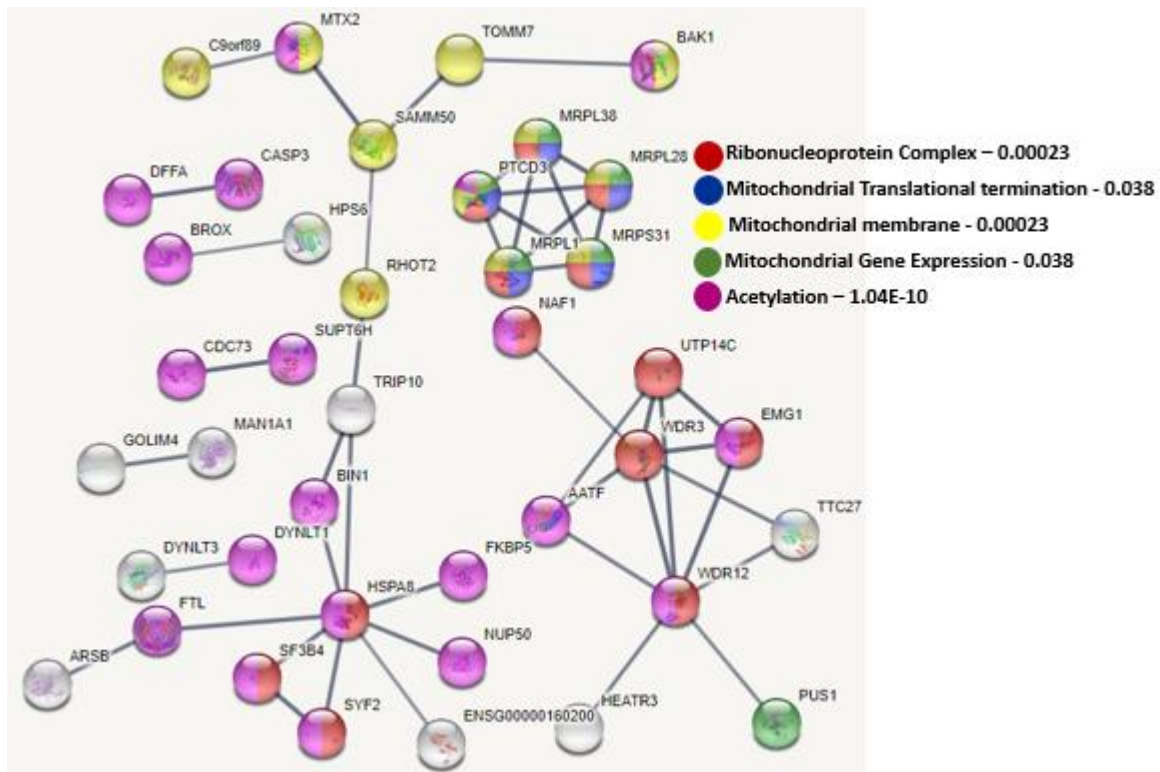 MTX2
C9orf89
TOMM7
BAK1
SAMM50
MRPL38
MRPL28
PTCD3
MRPL1
MRPS31
DFFA
CASP3
HPS6
BROX
RHOT2
Ribonucleoprotein Complex – 0.00023
Mitochondrial Translational termination - 0.038
Mitochondrial membrane - 0.00023
Mitochondrial Gene Expression - 0.038
Acetylation – 1.04E-10
NAF1
SUPT6H
CDC73
UTP14C
TRIP10
EMG1
WDR3
MAN1A1
GOLIM4
BIN1
AATF
TTC27
DYNLT1
DYNLT3
FKBP5
WDR12
HSPA8
FTL
NUP50
SF3B4
ARSB
SYF2
ENSG00000160200
HEATR3
PUS1